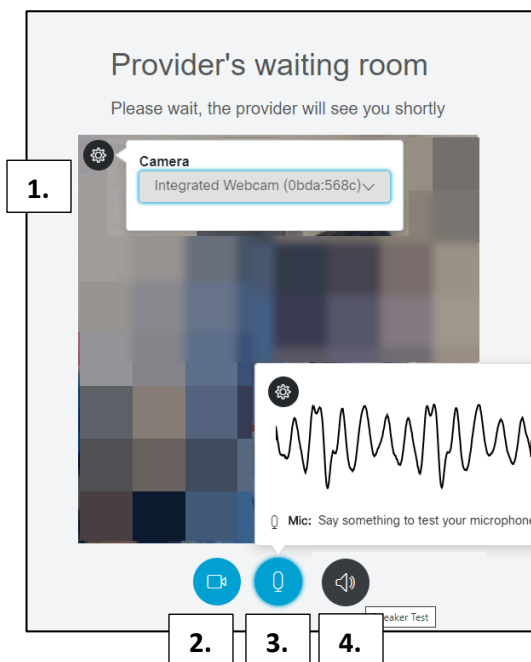 Provider's waiting room
Please wait, the provider will see you shortly
Camera
1.
Integrated Webcam (0bda:568c)
Mic: Say something to test your microphone
eaker Test
2.
3.
4.